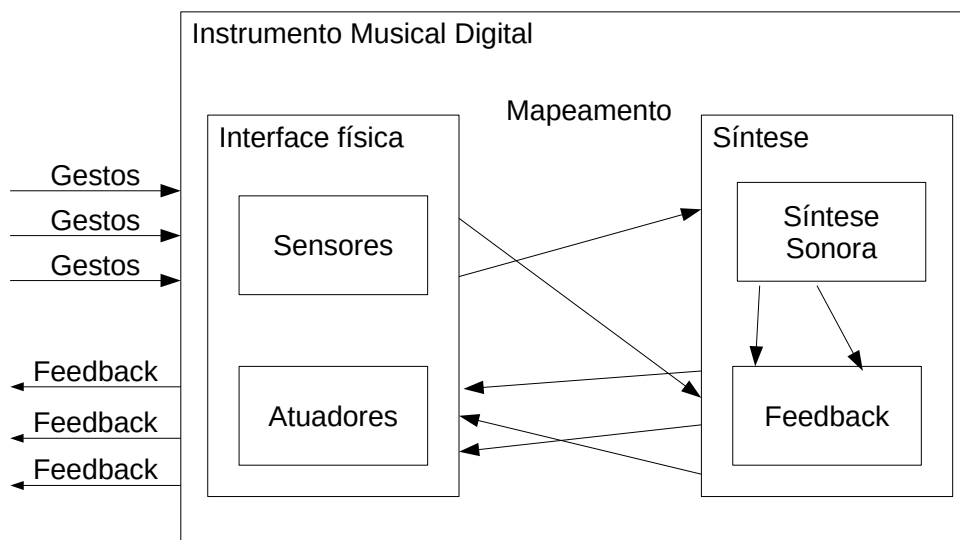 Instrumento Musical Digital
Mapeamento
Interface física
Síntese
Gestos
Gestos
Gestos
Sensores
Síntese
Sonora
Feedback
Feedback
Feedback
Atuadores
Feedback